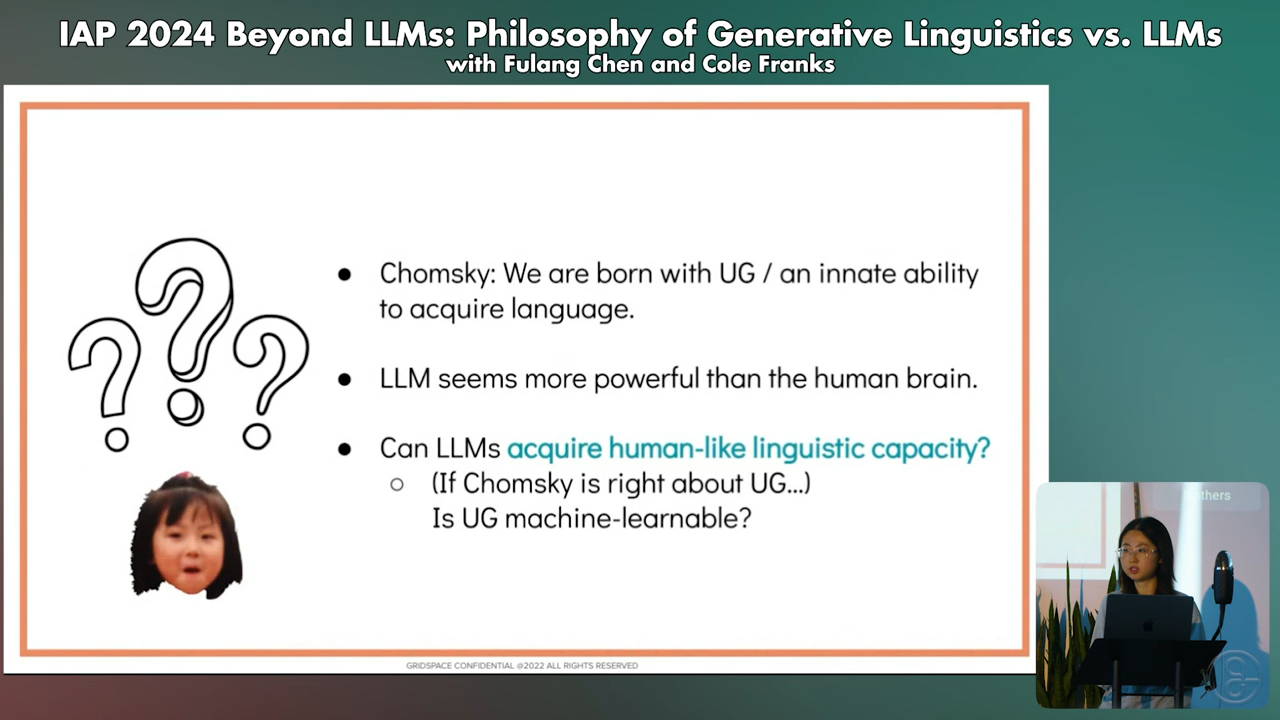 IAP 2024 Beyond LLMs: Philosophy of Generative Linguistics vs. LLMs
with Fulang Chen and Cole Franks
● Chomsky: We are born with UG / an innate ability
to acquire language.
● LLM seems more powerful than the human brain.
● Can LLMs acquire human-like linguistic capacity?
○ (If Chomsky is right about UG...)
Is UG machine-learnable?
GRIDSPACE CONFIDENTIAL @2022 ALL RIGHTS RESERVED